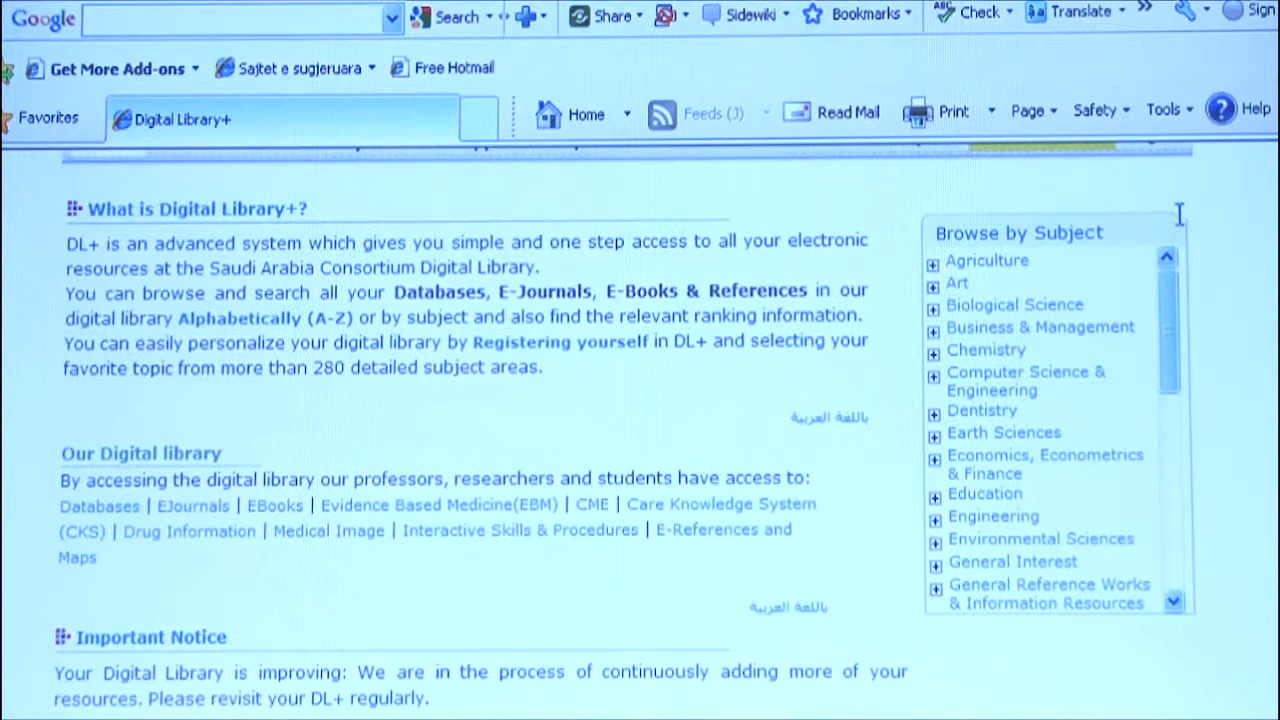 Google Search Share Sidewiki Bookmarks Check Translate Sign
Get More Add-ons Sajtet e sugjeruara Free Hotmail
Favorites Digital Library+ Home Feeds (J) Read Mail Print Page Safety Tools Help
What is Digital Library+?
DL+ is an advanced system which gives you simple and one step access to all your electronic
resources at the Saudi Arabia Consortium Digital Library.
You can browse and search all your Databases, E-Journals, E-Books & References in our
digital library Alphabetically (A-Z) or by subject and also find the relevant ranking information.
You can easily personalize your digital library by Registering yourself in DL+ and selecting your
favorite topic from more than 280 detailed subject areas.
باللغة العربية
Our Digital library
By accessing the digital library our professors, researchers and students have access to:
Databases | EJournals | EBooks | Evidence Based Medicine(EBM) | CME | Care Knowledge System
(CKS) | Drug Information | Medical Image | Interactive Skills & Procedures | E-References and
Maps
باللغة العربية
Important Notice
Your Digital Library is improving: We are in the process of continuously adding more of your
resources. Please revisit your DL+ regularly.
Browse by Subject
Agriculture
Art
Biological Science
Business & Management
Chemistry
Computer Science &
Engineering
Dentistry
Earth Sciences
Economics, Econometrics
& Finance
Education
Engineering
Environmental Sciences
General Interest
General Reference Works
& Information Resources